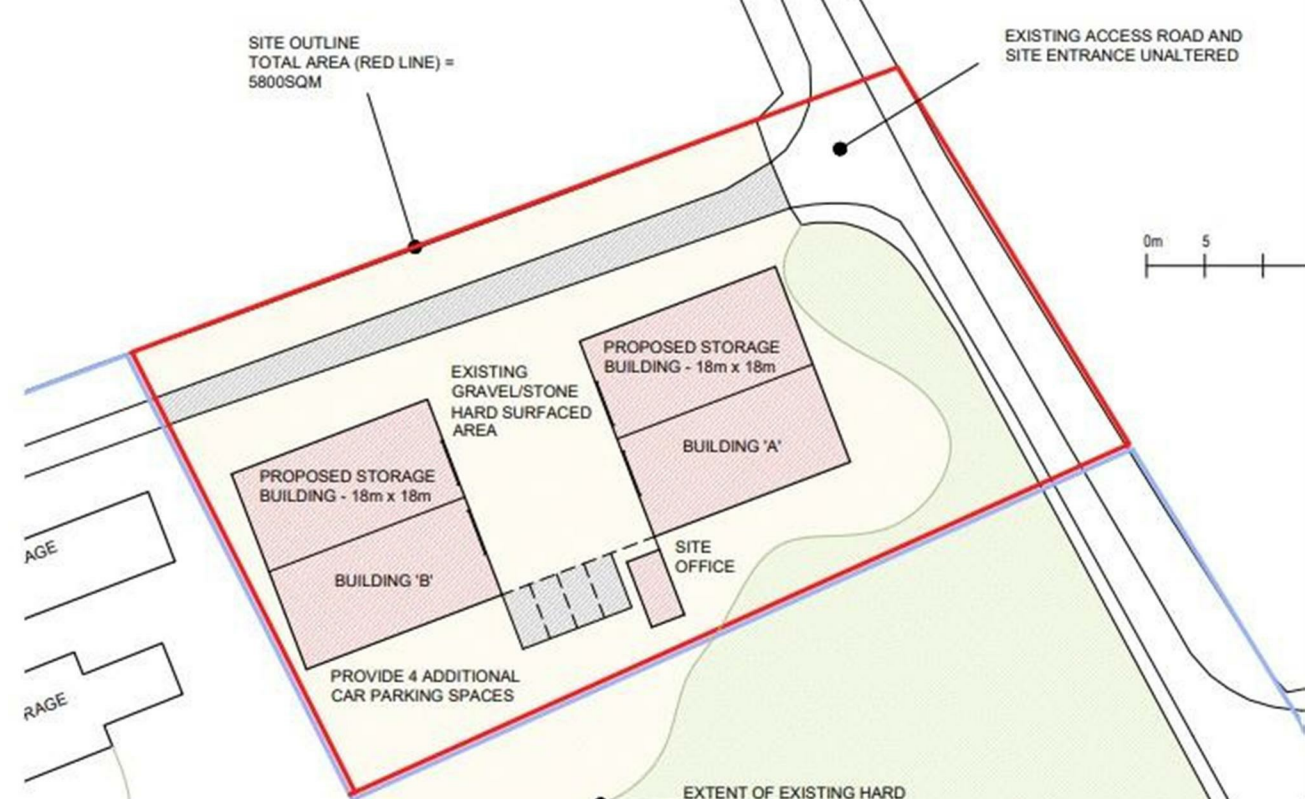 SITE OUTLINE
TOTAL AREA (RED LINE) =
5800SQM
EXISTING ACCESS ROAD AND
SITE ENTRANCE UNALTERED
0m 5
PROPOSED STORAGE
BUILDING - 18m x 18m
BUILDING 'A'
EXISTING
GRAVEL/STONE
HARD SURFACED
AREA
PROPOSED STORAGE
BUILDING - 18m x 18m
BUILDING 'B'
SITE
OFFICE
AGE
RAGE
PROVIDE 4 ADDITIONAL
CAR PARKING SPACES
EXTENT OF EXISTING HARD